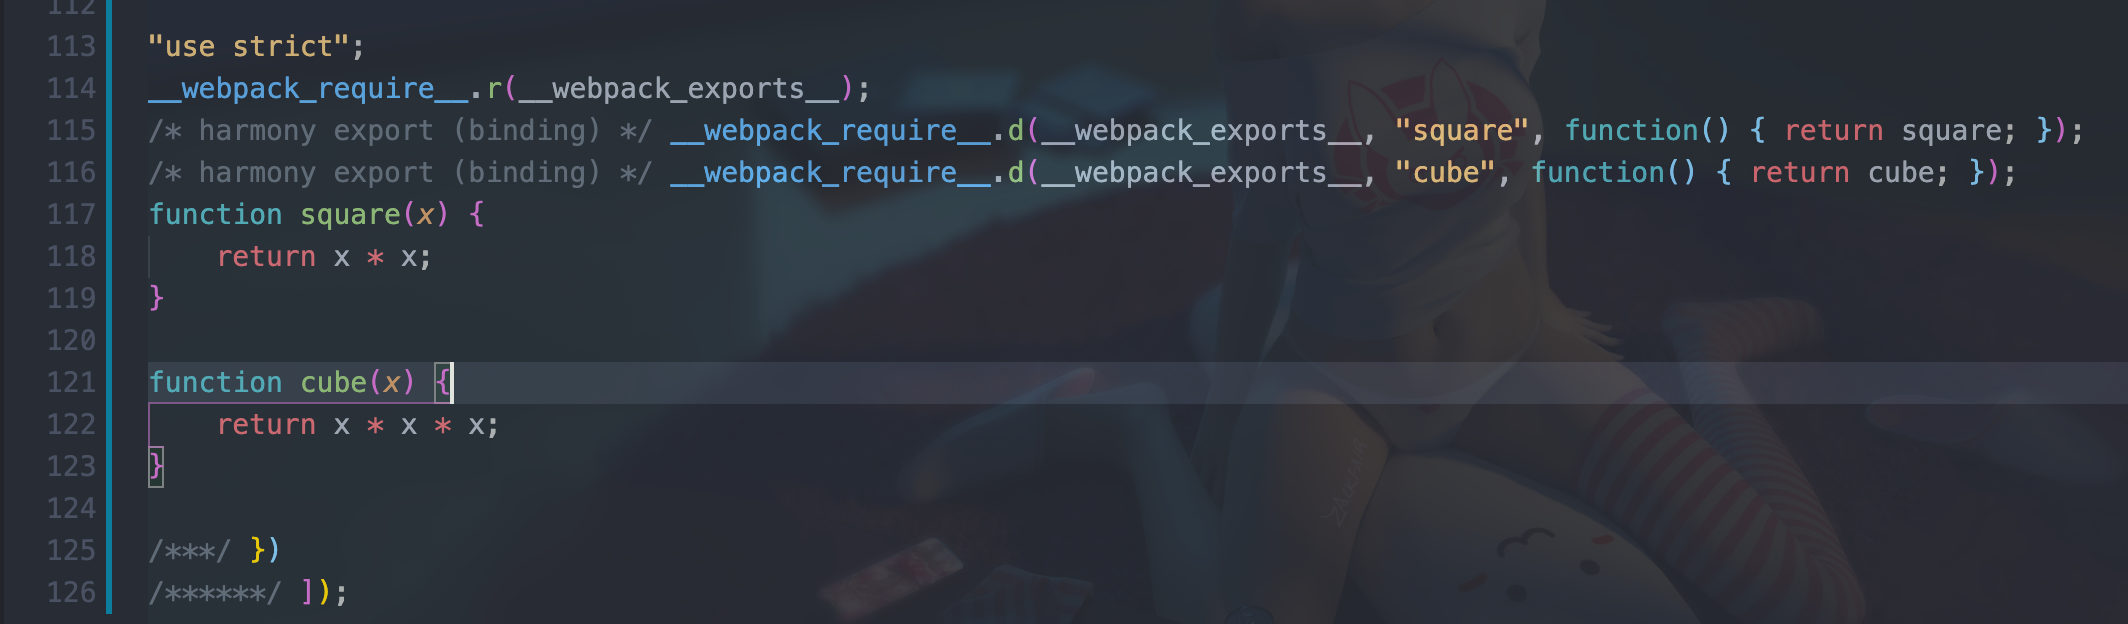 112
113 "use strict";
114 __webpack_require__.r(__webpack_exports__);
115 /* harmony export (binding) */ __webpack_require__.d(__webpack_exports__, "square", function() { return square; });
116 /* harmony export (binding) */ __webpack_require__.d(__webpack_exports__, "cube", function() { return cube; });
117 function square(x) {
118     return x * x;
119 }
120
121 function cube(x) {
122     return x * x * x;
123 }
124
125 /***/ })
126 /******/ ]);